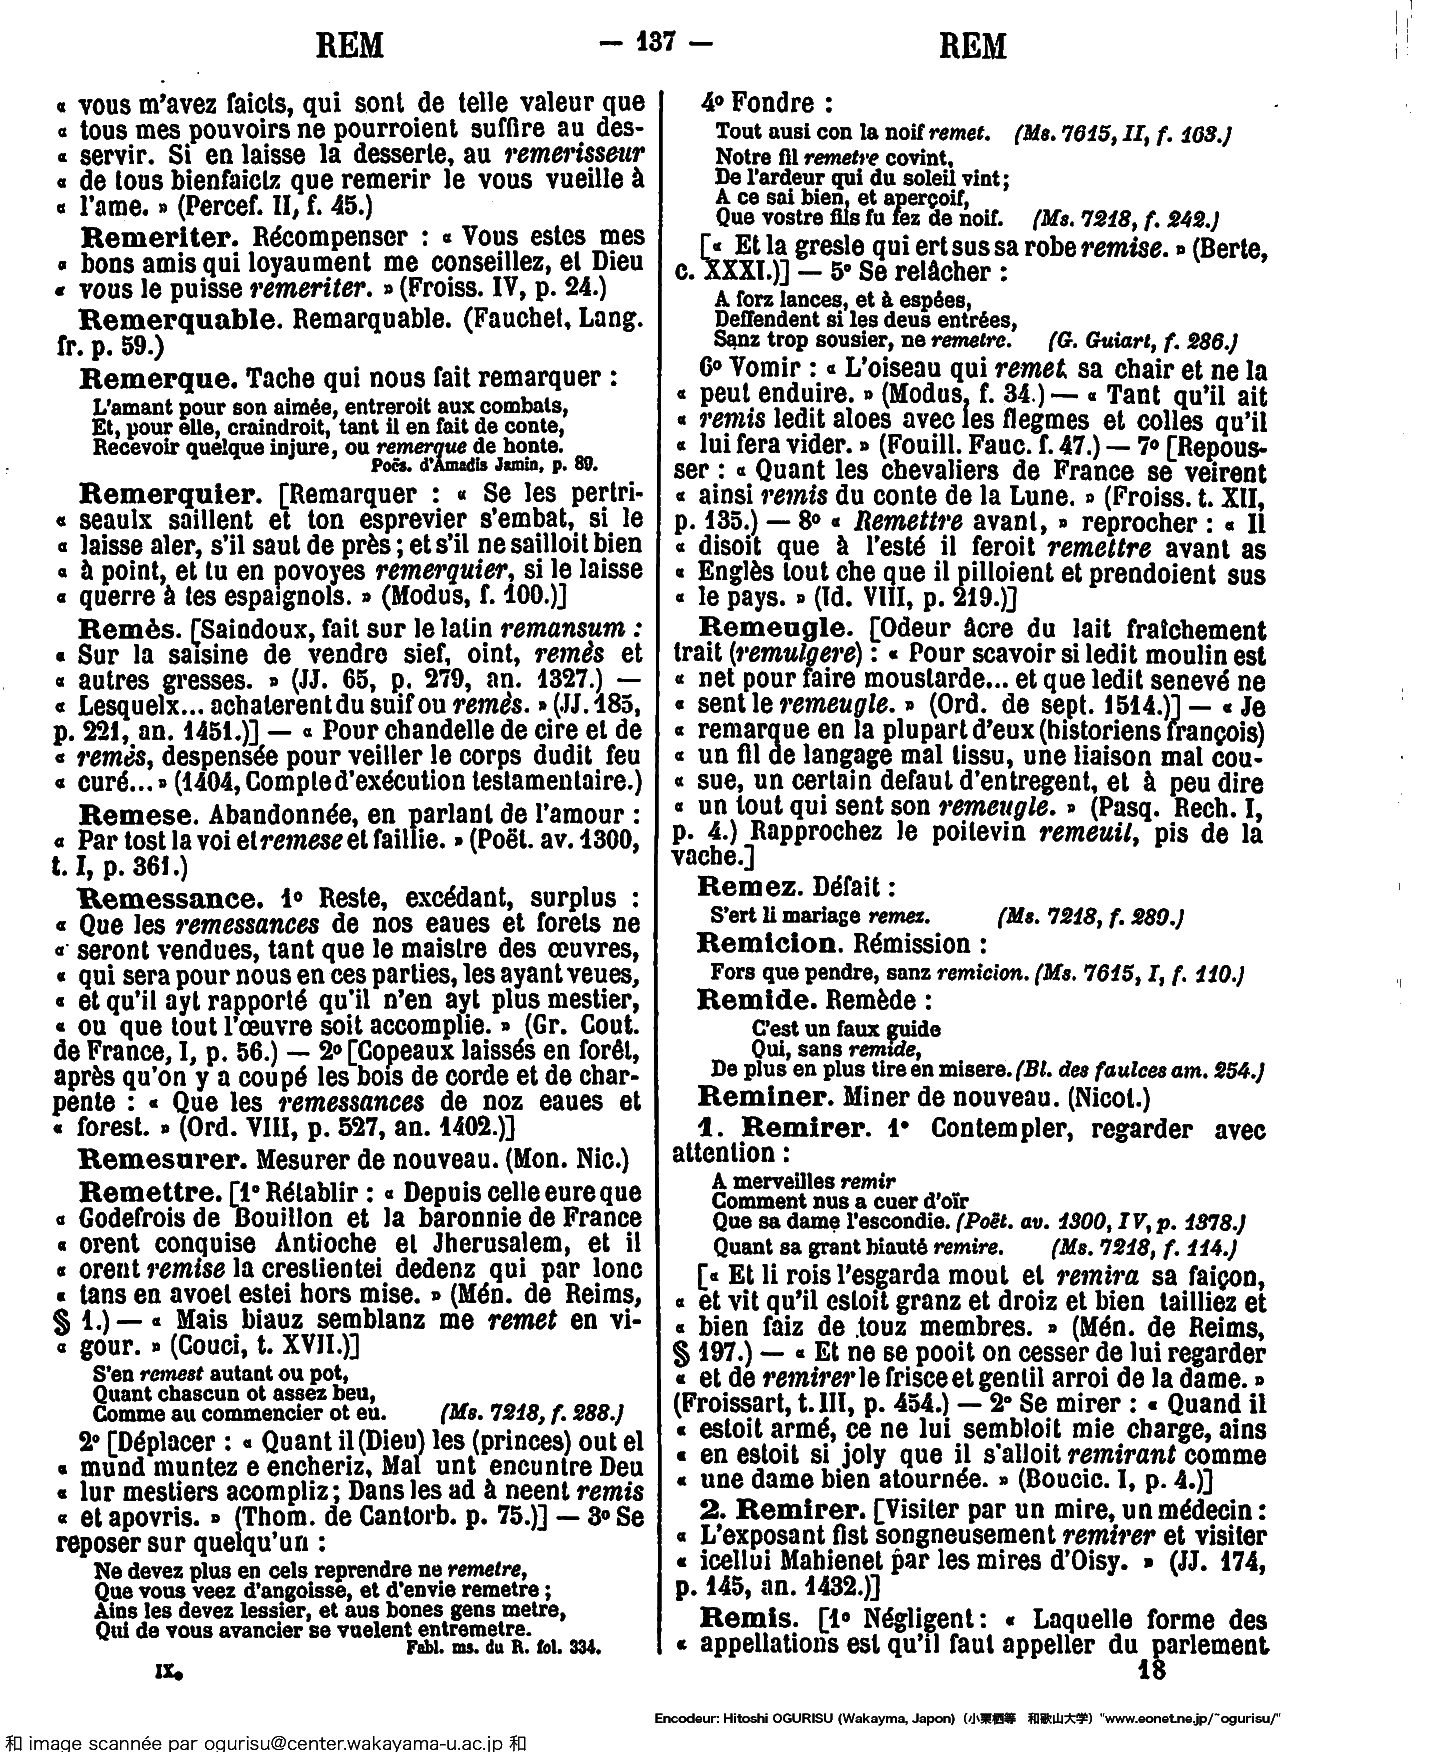 REM — 137 — REM
« vous m'avez faicts, qui sont de telle valeur que
« tous mes pouvoirs ne pourroient suffire au des-
« servir. Si en laisse la desserte, au remerisseur
« de tous bienfaictz que remerir le vous vueille à
« l'ame. » (Percef. II, f. 45.)
Remeriter. Récompenser : « Vous estes mes
« bons amis qui loyaument me conseillez, et Dieu
« vous le puisse remeriter. » (Froiss. IV, p. 24.)
Remerquable. Remarquable. (Fauchet, Lang.
fr. p. 59.)
Remerque. Tache qui nous fait remarquer :
L'amant pour son aimée, entreroit aux combats,
Et, pour elle, craindroit, tant il en fait de conte,
Recevoir quelque injure, ou remerque de honte.
Poës. d'Amadis Jamin, p. 89.
Remerquier. [Remarquer : « Se les pertri-
« seaulx saillent et ton esprevier s'embat, si le
« laisse aler, s'il saut de près ; et s'il ne sailloit bien
« à point, et tu en povoyes remerquier, si le laisse
« querre à tes espaignols. » (Modus, f. 100.)]
Remès. [Saindoux, fait sur le latin remansum :
« Sur la saisine de vendre sief, oint, remès et
« autres gresses. » (JJ. 65, p. 279, an. 1327.) —
« Lesquelx... achaterent du suif ou remès. » (JJ. 185,
p. 221, an. 1451.)] — « Pour chandelle de cire et de
« remès, despensée pour veiller le corps dudit feu
« curé... » (1404, Compte d'exécution testamentaire.)
Remese. Abandonnée, en parlant de l'amour :
« Par tost la voi et remese et faillie. » (Poët. av. 1300,
t. I, p. 361.)
Remessance. 1º Reste, excédant, surplus :
« Que les remessances de nos eaues et forets ne
« seront vendues, tant que le maistre des œuvres,
« qui sera pour nous en ces parties, les ayant veues,
« et qu'il ayt rapporté qu'il n'en ayt plus mestier,
« ou que tout l'œuvre soit accomplie. » (Gr. Cout.
de France, I, p. 56.) — 2º [Copeaux laissés en forêt,
après qu'on y a coupé les bois de corde et de char-
pente : « Que les remessances de noz eaues et
« forest. » (Ord. VIII, p. 527, an. 1402.)]
Remesurer. Mesurer de nouveau. (Mon. Nic.)
Remettre. [1º Rétablir : « Depuis celle eure que
« Godefrois de Bouillon et la baronnie de France
« orent conquise Antioche et Jherusalem, et il
« orent remise la crestientei dedenz qui par lonc
« tans en avoet estei hors mise. » (Mén. de Reims,
§ 1.) — « Mais biauz semblanz me remet en vi-
« gour. » (Couci, t. XVII.)]
S'en remest autant ou pot,
Quant chascun ot assez beu,
Comme au commencier ot eu. (Ms. 7218, f. 288.)
2º [Déplacer : « Quant il (Dieu) les (princes) out el
« mund muntez e encheriz, Mal unt encuntre Deu
« lur mestiers acompliz ; Dans les ad à neent remis
« et apovris. » (Thom. de Cantorb. p. 75.)] — 3º Se
reposer sur quelqu'un :
Ne devez plus en cels reprendre ne remetre,
Que vous veez d'angoisse, et d'envie remetre ;
Ains les devez lessier, et aus bones gens metre,
Qui de vous avancier se vuelent entremetre.
Fabl. ms. du R. fol. 334.
IX.
4º Fondre :
Tout ausi con la noif remet. (Ms. 7615, II, f. 163.)
Notre fil remetre covint,
De l'ardeur qui du soleil vint ;
A ce sai bien, et aperçoif,
Que vostre fils fu fez de noif. (Ms. 7218, f. 242.)
[« Et la gresle qui ert sus sa robe remise. » (Berte,
c. XXXI.)] — 5º Se relâcher :
A forz lances, et à espées,
Deffendent si les deus entrées,
Sanz trop sousier, ne remetre. (G. Guiart, f. 286.)
6º Vomir : « L'oiseau qui remet sa chair et ne la
« peut enduire. » (Modus, f. 34.) — « Tant qu'il ait
« remis ledit aloes avec les flegmes et colles qu'il
« lui fera vider. » (Fouill. Fauc. f. 47.) — 7º [Repous-
ser : « Quant les chevaliers de France se veirent
« ainsi remis du conte de la Lune. » (Froiss. t. XII,
p. 135.) — 8º « Remettre avant, » reprocher : « Il
« disoit que à l'esté il feroit remettre avant as
« Englès tout che que il pilloient et prendoient sus
« le pays. » (Id. VIII, p. 219.)]
Remeugle. [Odeur âcre du lait fraîchement
trait (remulgere) : « Pour scavoir si ledit moulin est
« net pour faire moustarde... et que ledit senevé ne
« sent le remeugle. » (Ord. de sept. 1514.)] — « Je
« remarque en la plupart d'eux (historiens françois)
« un fil de langage mal tissu, une liaison mal cou-
« sue, un certain defaut d'entregent, et à peu dire
« un tout qui sent son remeugle. » (Pasq. Rech. I,
p. 4.) Rapprochez le poitevin remeuil, pis de la
vache.]
Remez. Défait :
S'ert li mariage remez. (Ms. 7218, f. 289.)
Remicion. Rémission :
Fors que pendre, sanz remicion. (Ms. 7615, I, f. 110.)
Remide. Remède :
C'est un faux guide
Qui, sans remide,
De plus en plus tire en misere. (Bl. des faulces am. 254.)
Reminer. Miner de nouveau. (Nicot.)
1. Remirer. 1º Contempler, regarder avec
attention :
A merveilles remir
Comment nus a cuer d'oïr
Que sa dame l'escondie. (Poët. av. 1300, IV, p. 1378.)
Quant sa grant biauté remire. (Ms. 7218, f. 114.)
[« Et li rois l'esgarda mout et remira sa faiçon,
« et vit qu'il estoit granz et droiz et bien tailliez et
« bien faiz de touz membres. » (Mén. de Reims,
§ 197.) — « Et ne se pooit on cesser de lui regarder
« et de remirer le frisce et gentil arroi de la dame. »
(Froissart, t. III, p. 454.) — 2º Se mirer : « Quand il
« estoit armé, ce ne lui sembloit mie charge, ains
« en estoit si joly que il s'alloit remirant comme
« une dame bien atournée. » (Boucic. I, p. 4.)]
2. Remirer. [Visiter par un mire, un médecin :
« L'exposant fist songneusement remirer et visiter
« icellui Mahienet par les mires d'Oisy. » (JJ. 174,
p. 145, an. 1432.)]
Remis. [1º Négligent : « Laquelle forme des
« appellations est qu'il faut appeller du parlement
18
Encodeur: Hitoshi OGURISU (Wakayma, Japon) (小栗栖等 和歌山大学) "www.eonet.ne.jp/~ogurisu/"
和 image scannée par ogurisu@center.wakayama-u.ac.jp 和